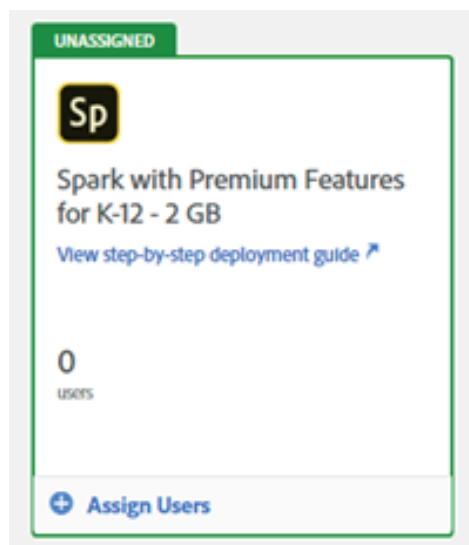 UNASSIGNED
Sp
Spark with Premium Features
for K-12 - 2 GB
View step-by-step deployment guide
0
users
Assign Users